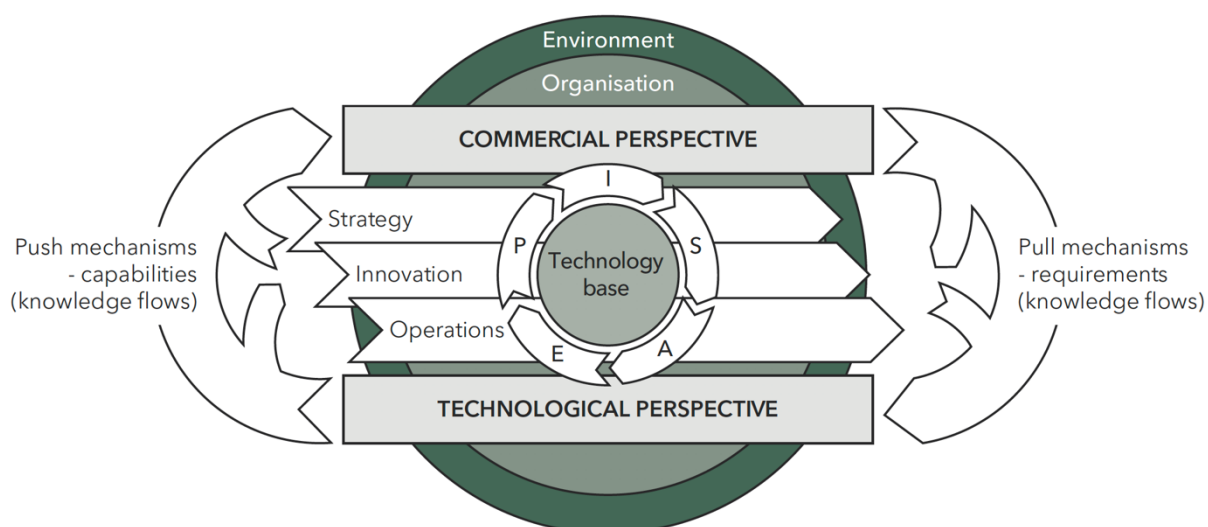 Environment
Organisation
COMMERCIAL PERSPECTIVE
I
Strategy
P
S
Push mechanisms
- capabilities
(knowledge flows)
Innovation
Technology
base
Pull mechanisms
- requirements
(knowledge flows)
Operations
E
A
TECHNOLOGICAL PERSPECTIVE